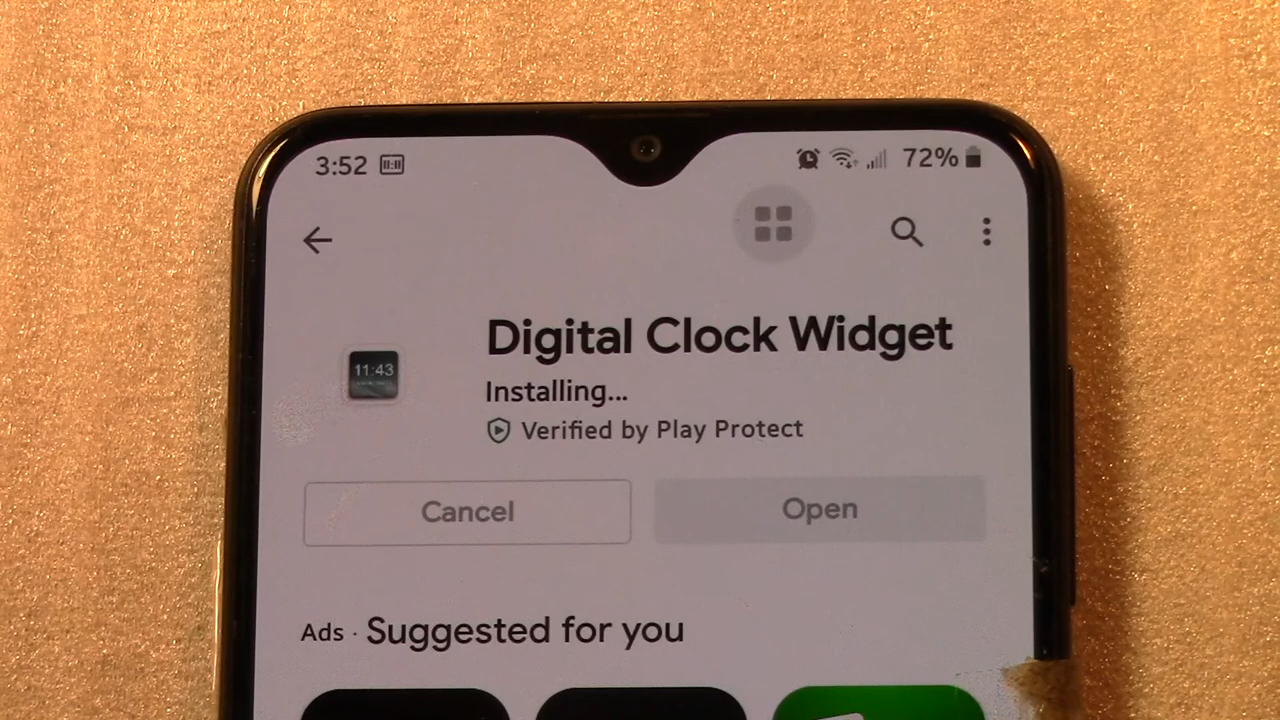 3:52
72%
Digital Clock Widget
11:43
Installing...
Verified by Play Protect
Cancel
Open
Ads · Suggested for you